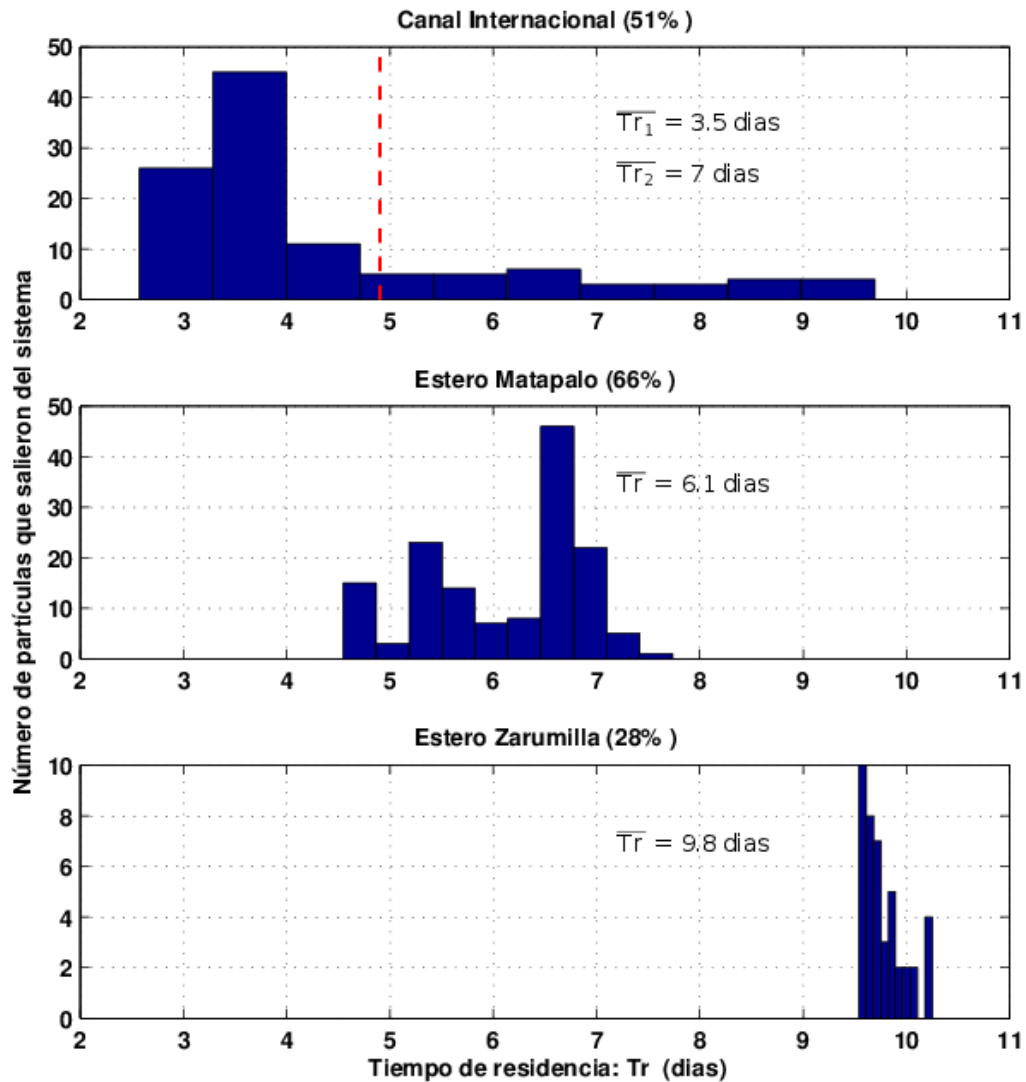 Canal Internacional (51% )
50
40
30
20
10
0
2 3 4 5 6 7 8 9 10 11
Tr1 = 3.5 dias
Tr2 = 7 dias
Número de partículas que salieron del sistema
Estero Matapalo (66% )
50
40
30
20
10
0
2 3 4 5 6 7 8 9 10 11
Tr = 6.1 dias
Estero Zarumilla (28% )
10
8
6
4
2
0
2 3 4 5 6 7 8 9 10 11
Tr = 9.8 dias
Tiempo de residencia: Tr (dias)